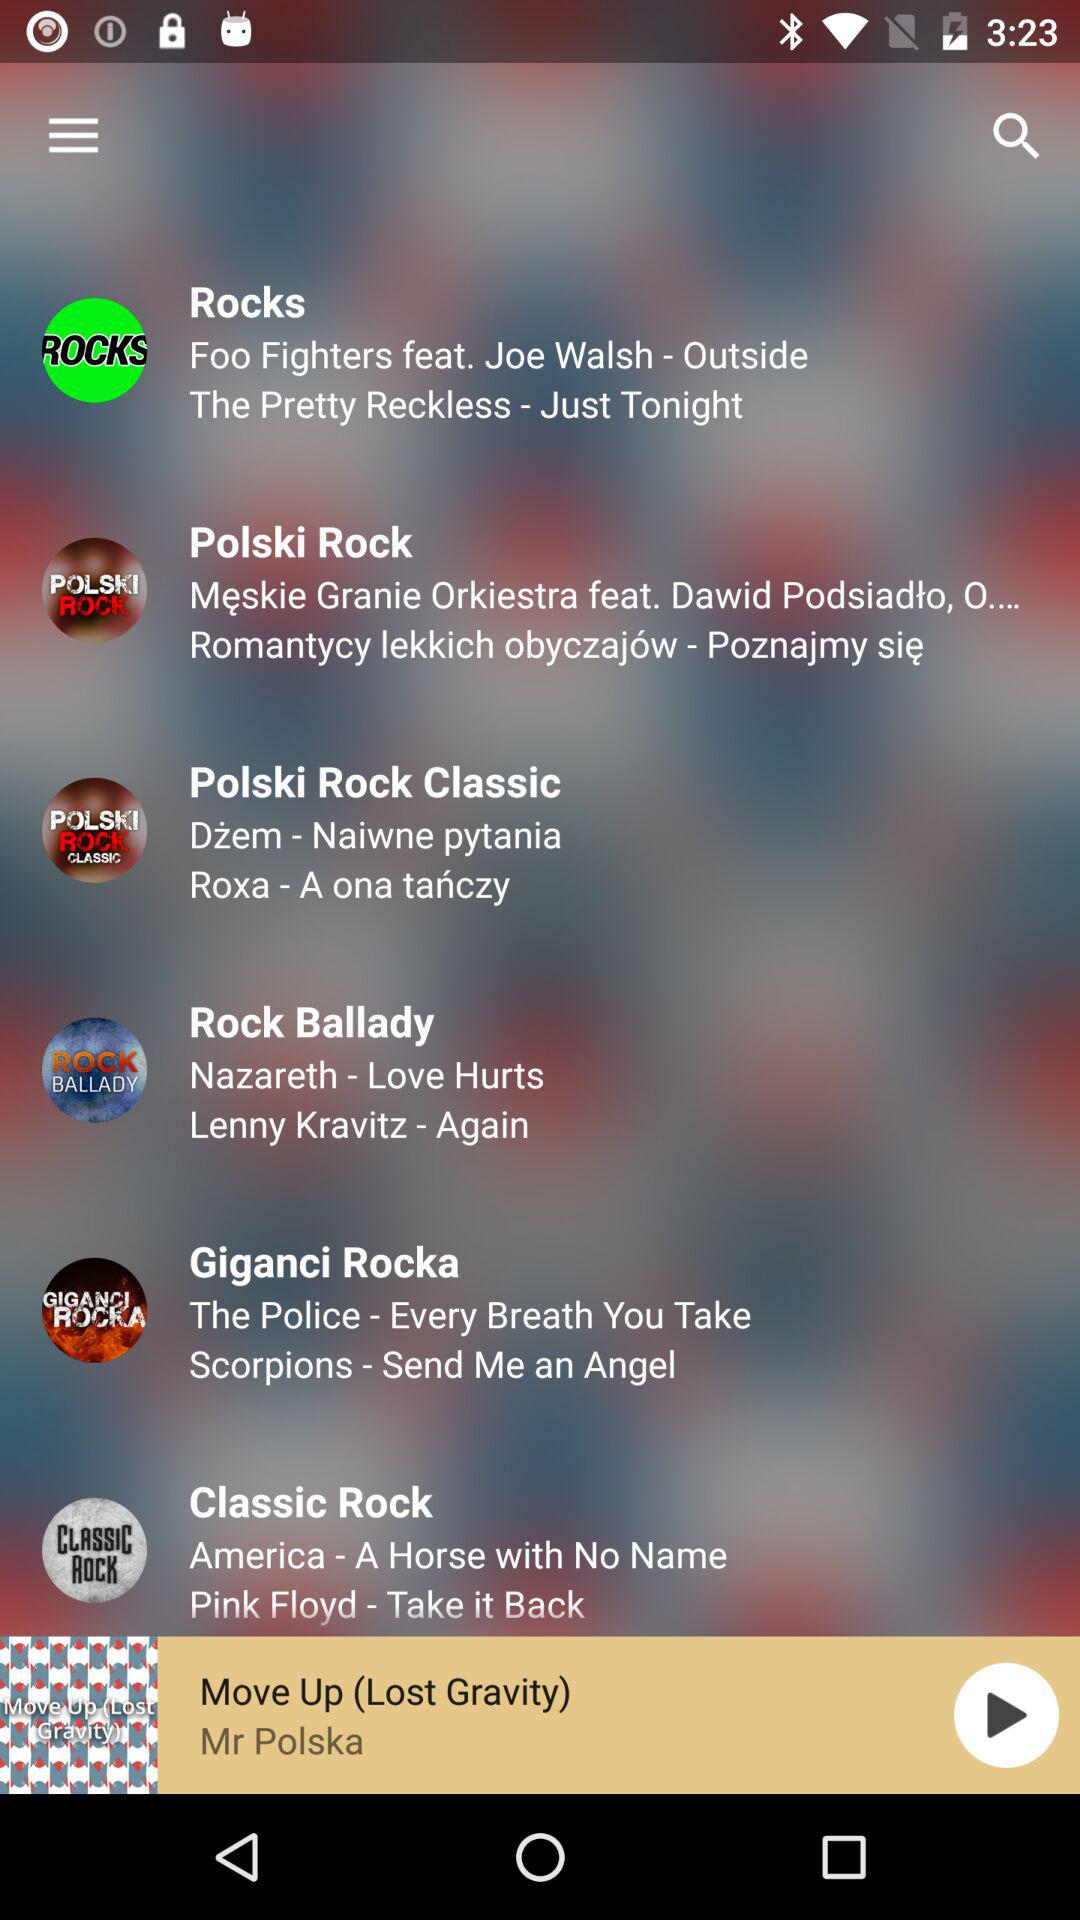 3:23
ROCKS
Rocks
Foo Fighters feat. Joe Walsh - Outside
The Pretty Reckless - Just Tonight
POLSKI
ROCK
Polski Rock
Męskie Granie Orkiestra feat. Dawid Podsiadło, O....
Romantycy lekkich obyczajów - Poznajmy się
POLSKI
ROCK
CLASSIC
Polski Rock Classic
Dżem - Naiwne pytania
Roxa - A ona tańczy
ROCK
BALLADY
Rock Ballady
Nazareth - Love Hurts
Lenny Kravitz - Again
GIGANCI
ROCKA
Giganci Rocka
The Police - Every Breath You Take
Scorpions - Send Me an Angel
CLASSIC
ROCK
Classic Rock
America - A Horse with No Name
Pink Floyd - Take it Back
Move Up (Lost
Gravity)
Move Up (Lost Gravity)
Mr Polska